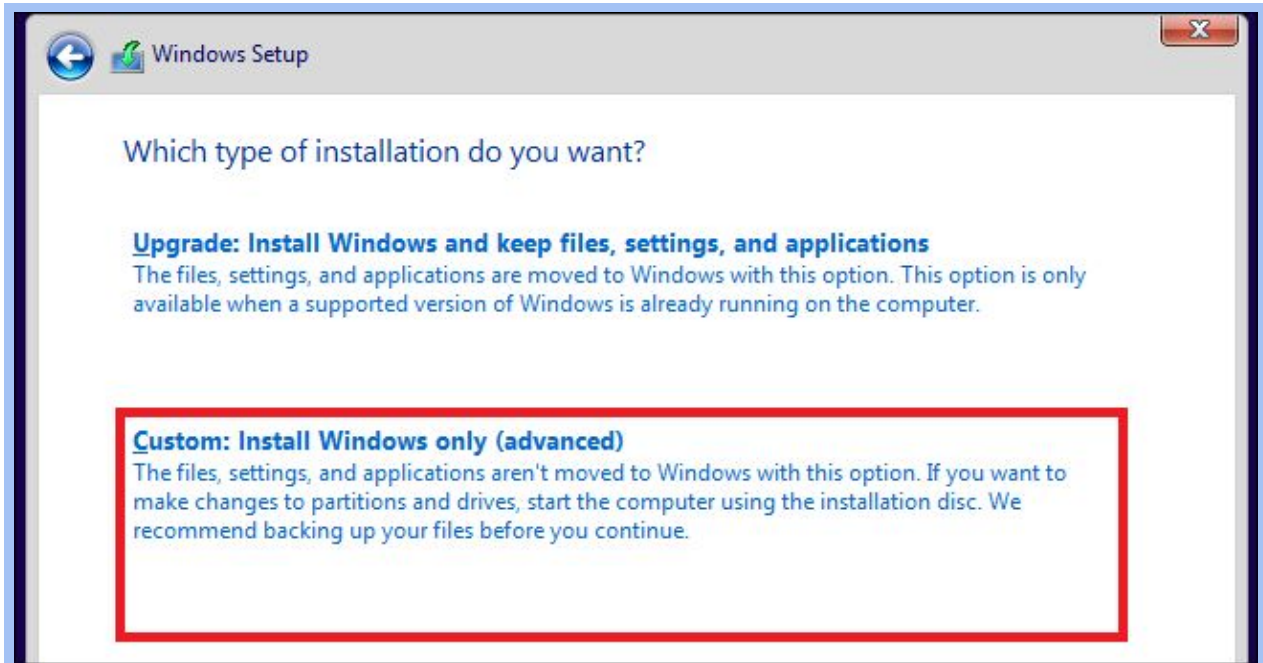 Windows Setup
Which type of installation do you want?
Upgrade: Install Windows and keep files, settings, and applications
The files, settings, and applications are moved to Windows with this option. This option is only
available when a supported version of Windows is already running on the computer.
Custom: Install Windows only (advanced)
The files, settings, and applications aren't moved to Windows with this option. If you want to
make changes to partitions and drives, start the computer using the installation disc. We
recommend backing up your files before you continue.